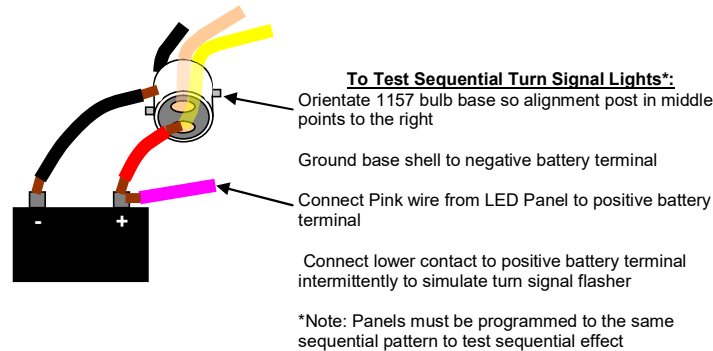 To Test Sequential Turn Signal Lights*:
Orientate 1157 bulb base so alignment post in middle
points to the right
Ground base shell to negative battery terminal
Connect Pink wire from LED Panel to positive battery
terminal
Connect lower contact to positive battery terminal
intermittently to simulate turn signal flasher
*Note: Panels must be programmed to the same
sequential pattern to test sequential effect
- +